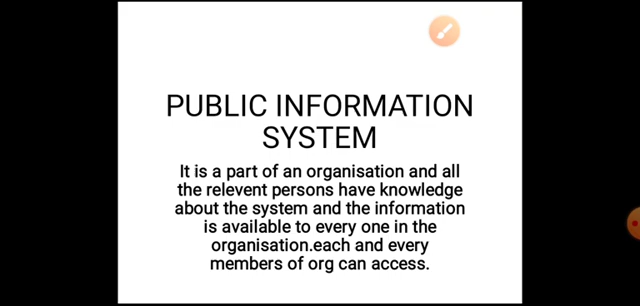 PUBLIC INFORMATION
SYSTEM
It is a part of an organisation and all
the relevent persons have knowledge
about the system and the information
is available to every one in the
organisation.each and every
members of org can access.